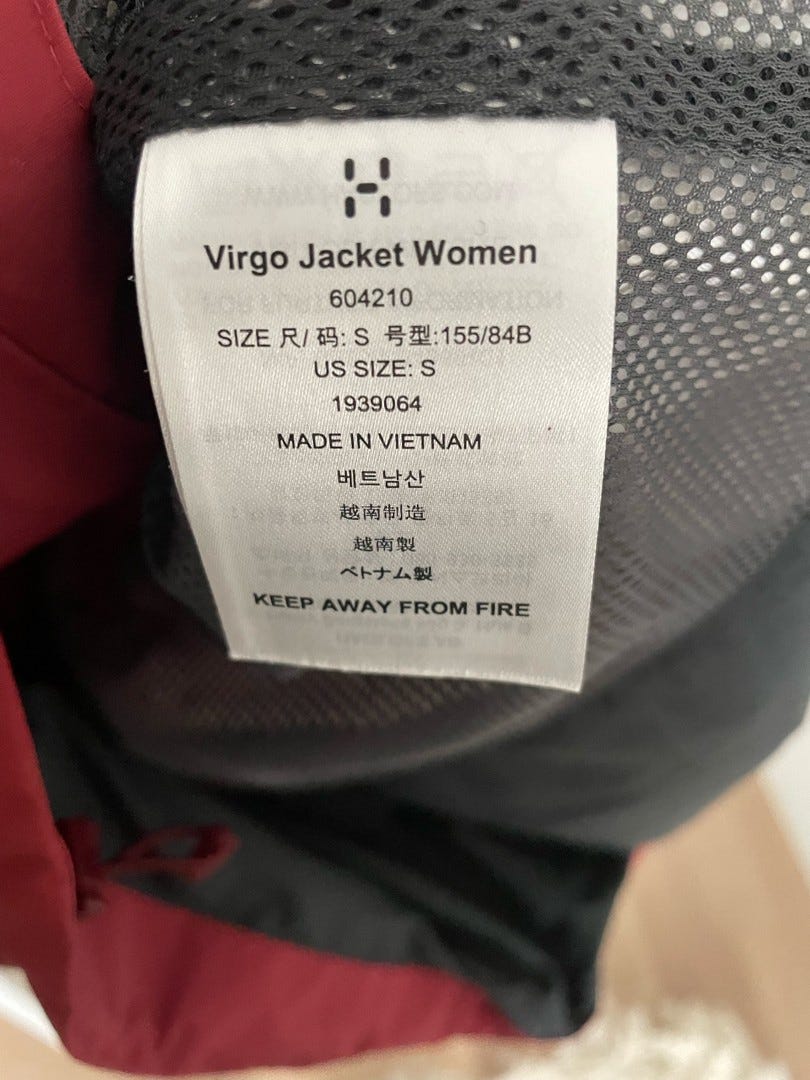 Virgo Jacket Women
604210
SIZE 尺/ 码: S 号型:155/84B
US SIZE: S
1939064
MADE IN VIETNAM
베트남산
越南制造
越南製
ベトナム製
KEEP AWAY FROM FIRE